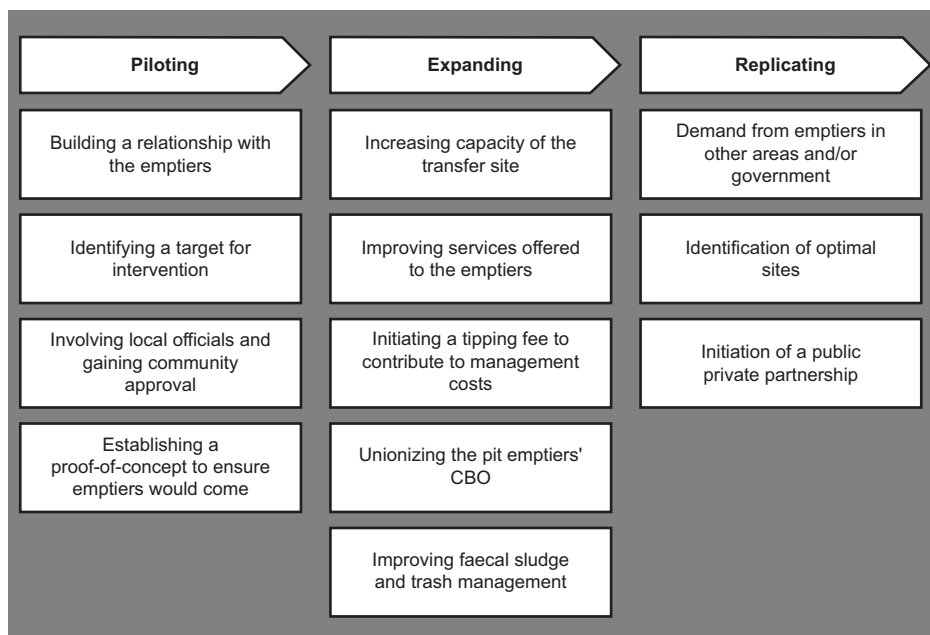 Piloting
Building a relationship with
the emptiers
Identifying a target for
intervention
Involving local officials and
gaining community
approval
Establishing a
proof-of-concept to ensure
emptiers would come
Expanding
Increasing capacity of the
transfer site
Improving services offered
to the emptiers
Initiating a tipping fee to
contribute to management
costs
Unionizing the pit emptiers'
CBO
Improving faecal sludge
and trash management
Replicating
Demand from emptiers in
other areas and/or
government
Identification of optimal
sites
Initiation of a public
private partnership